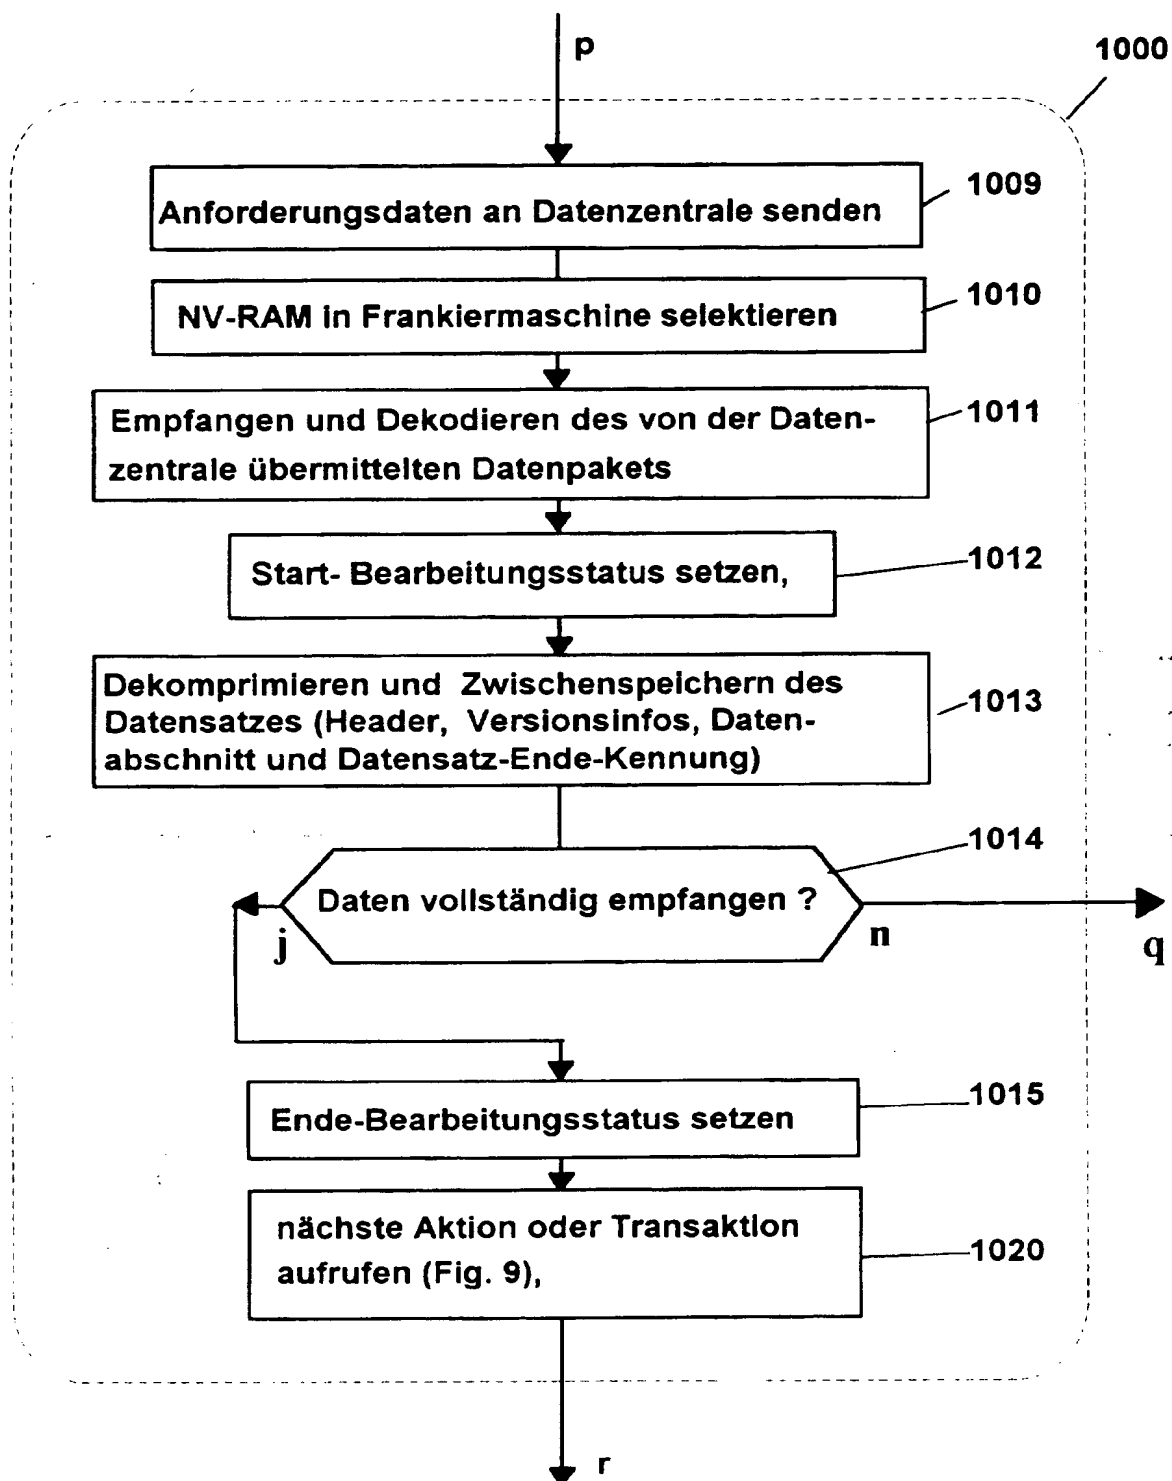 p
1000
Anforderungsdaten an Datenzentrale senden
1009
NV-RAM in Frankiermaschine selektieren
1010
Empfangen und Dekodieren des von der Daten-
zentrale übermittelten Datenpakets
1011
Start- Bearbeitungsstatus setzen,
1012
Dekomprimieren und Zwischenspeichern des
Datensatzes (Header, Versionsinfos, Daten-
abschnitt und Datensatz-Ende-Kennung)
1013
1014
Daten vollständig empfangen ?
j
n
q
Ende-Bearbeitungsstatus setzen
1015
nächste Aktion oder Transaktion
aufrufen (Fig. 9),
1020
r